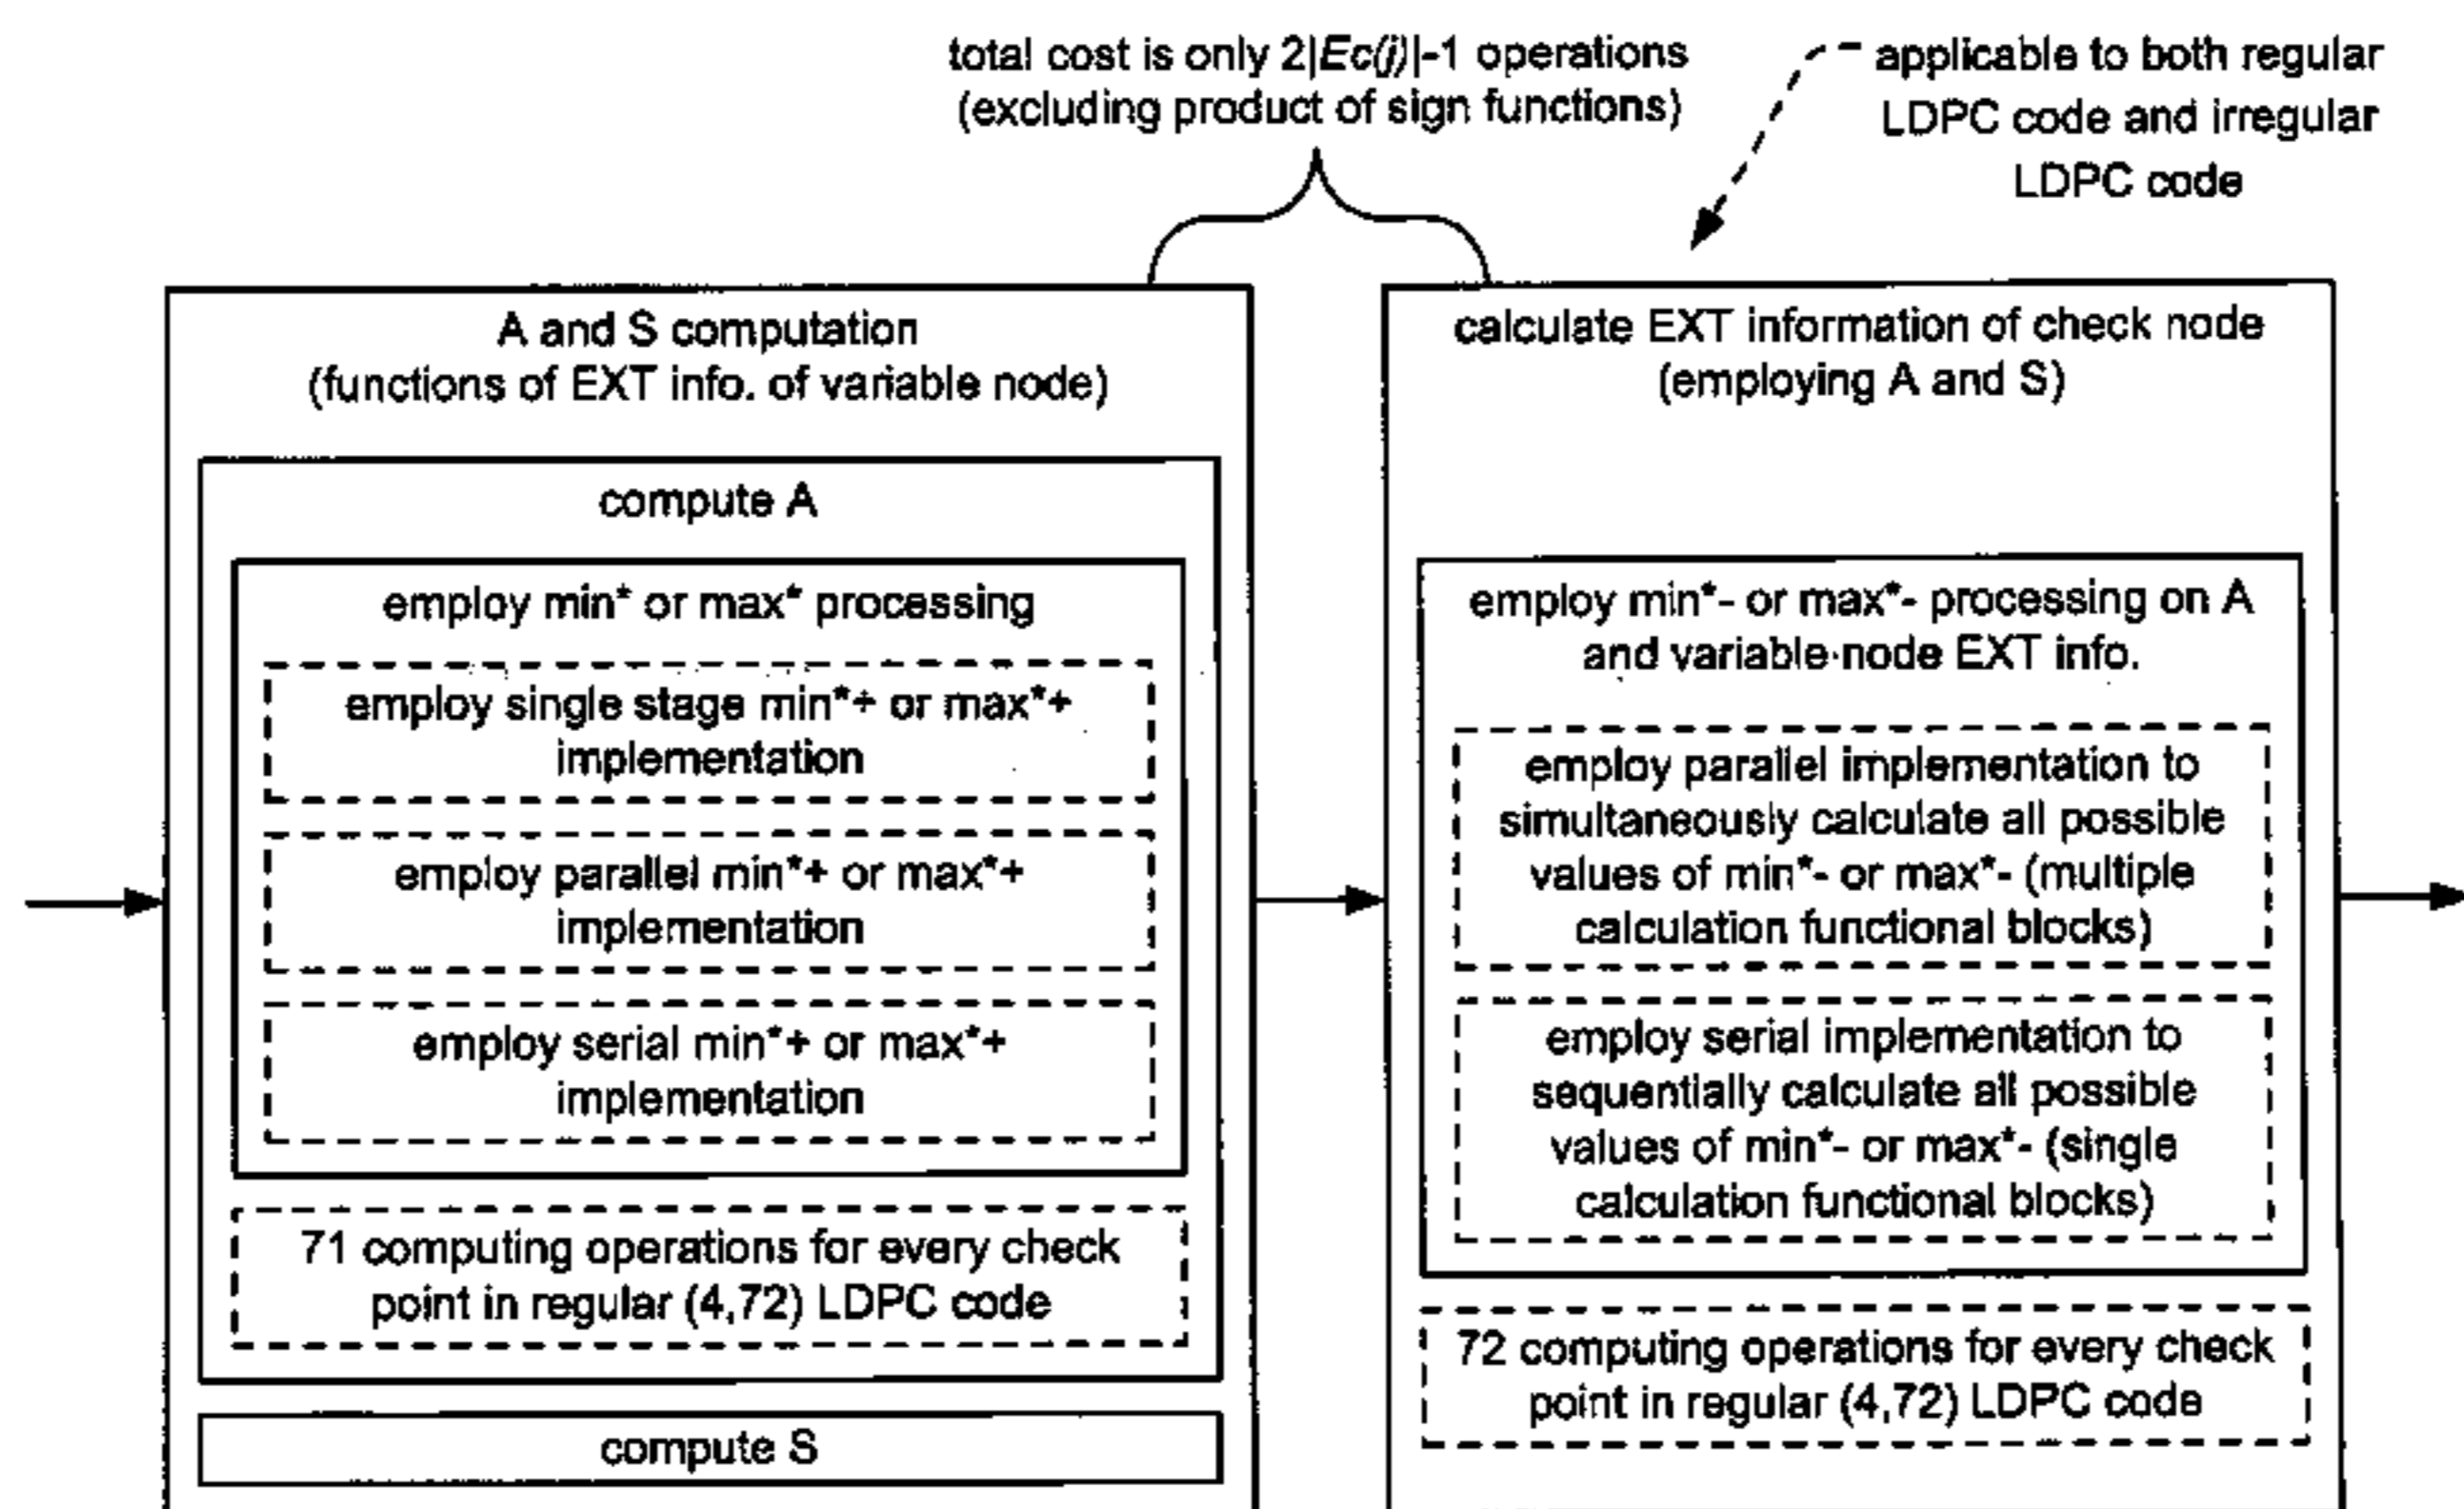 total cost is only 2|Ec(j)|-1 operations
(excluding product of sign functions)
applicable to both regular
LDPC code and irregular
LDPC code
A and S computation
(functions of EXT info. of variable node)
compute A
employ min* or max* processing
employ single stage min*+ or max*+
implementation
employ parallel min*+ or max*+
implementation
employ serial min*+ or max*+
implementation
71 computing operations for every check
point in regular (4,72) LDPC code
compute S
calculate EXT information of check node
(employing A and S)
employ min*- or max*- processing on A
and variable node EXT info.
employ parallel implementation to
simultaneously calculate all possible
values of min*- or max*- (multiple
calculation functional blocks)
employ serial implementation to
sequentially calculate all possible
values of min*- or max*- (single
calculation functional blocks)
72 computing operations for every check
point in regular (4,72) LDPC code